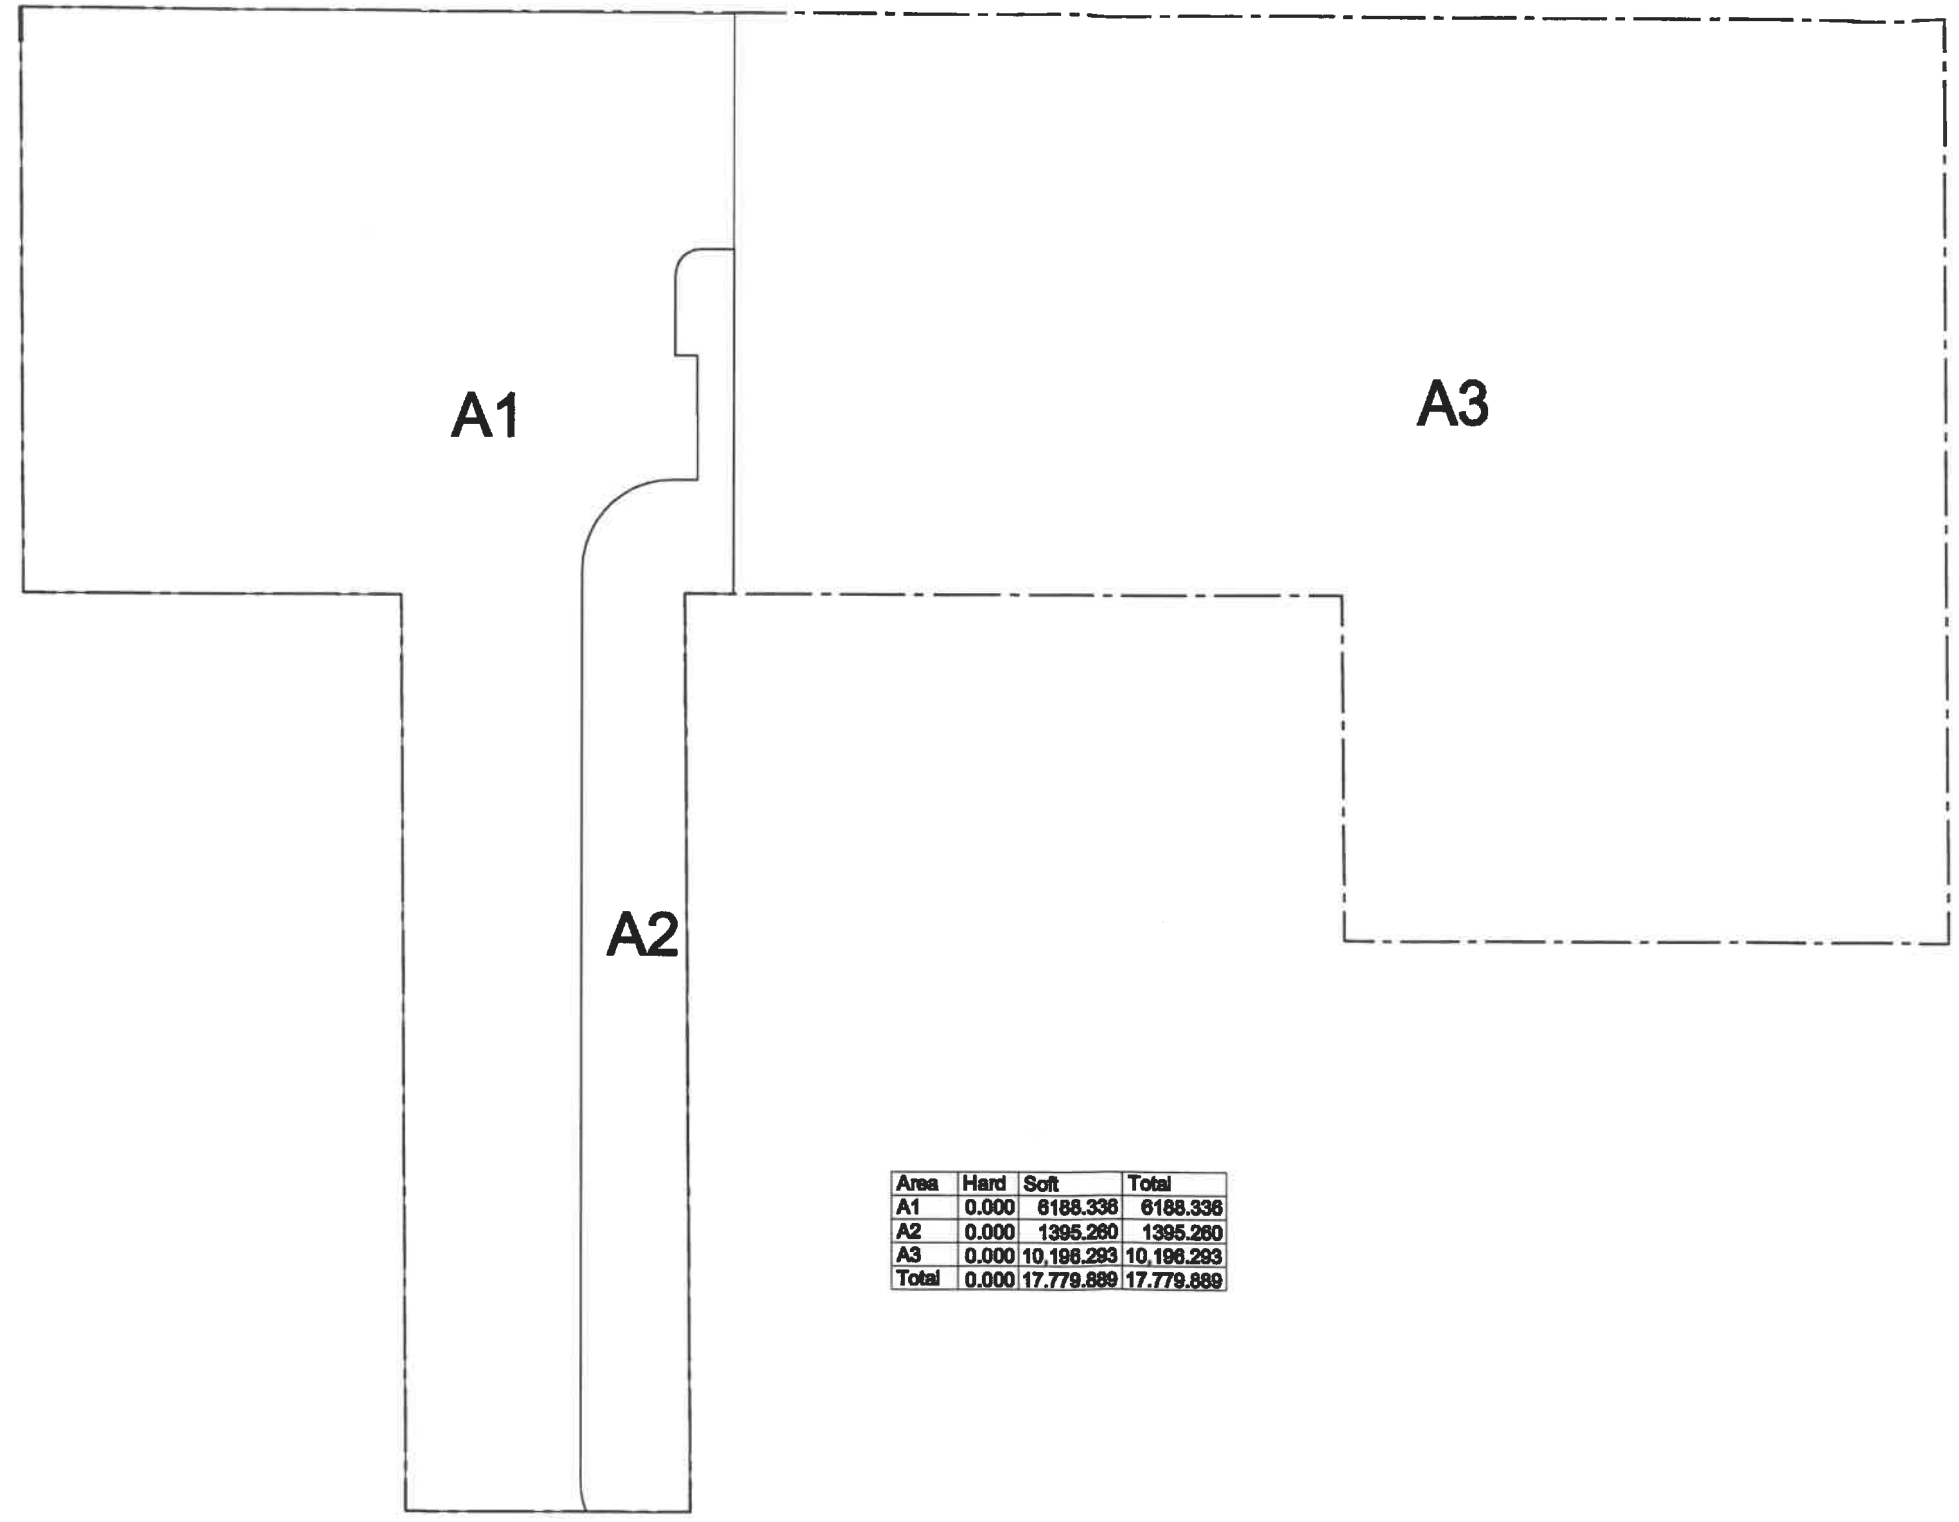 A1
A3
A2
Area Hard Soft Total
A1 0.000 6188.336 6188.336
A2 0.000 1395.260 1395.260
A3 0.000 10,196.293 10,196.293
Total 0.000 17.779.889 17.779.889